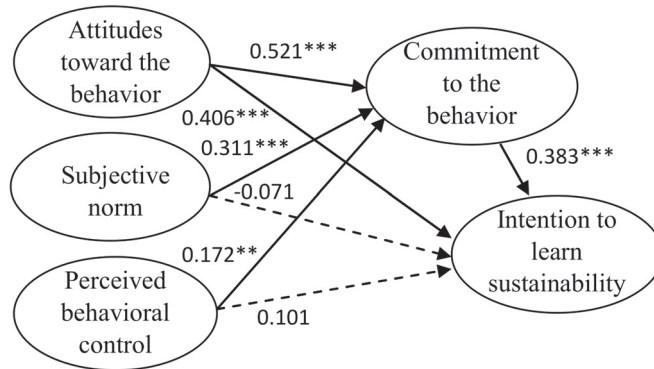 Attitudes
toward the
behavior
0.521***
Commitment
to the
behavior
0.406***
0.311***
0.383***
Subjective
norm
-0.071
Intention to
learn
sustainability
0.172**
Perceived
behavioral
control
0.101